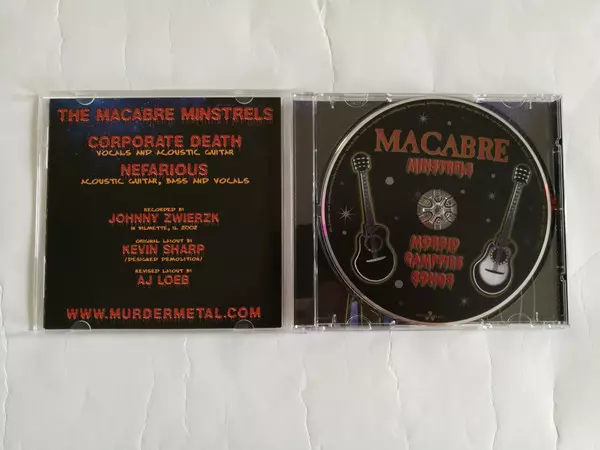 THE MACABRE MINSTRELS
CORPORATE DEATH
VOCALS AND ACOUSTIC GUITAR
NEFARIOUS
ACOUSTIC GUITAR, BASS AND VOCALS
RECORDED BY
JOHNNY ZWIERZK
IN WILMETTE, IL 2002
ORIGINAL LAYOUT BY
KEVIN SHARP
(DESIGNED DEMOLITION)
REVISED LAYOUT BY
AJ LOEB
WWW.MURDERMETAL.COM
MACABRE
MINSTRELS
MORBID
CAMPFIRE
SONGS